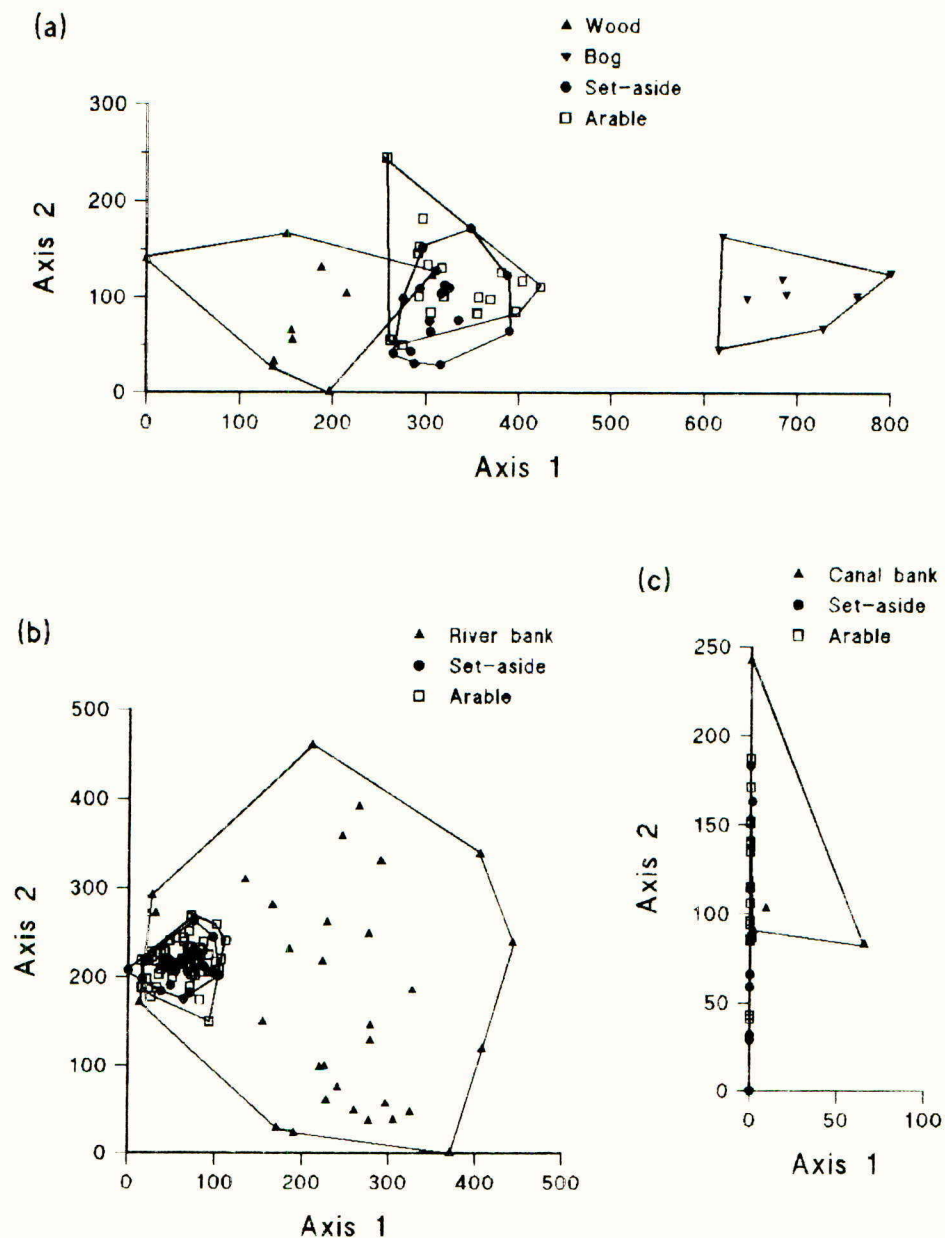 (a)
Wood
Bog
Set-aside
Arable
300
200
100
0
Axis 2
0 100 200 300 400 500 600 700 800
Axis 1
(b)
River bank
Set-aside
Arable
500
400
300
200
100
0
Axis 2
0 100 200 300 400 500
Axis 1
(c)
Canal bank
Set-aside
Arable
250
200
150
100
50
0
Axis 2
0 50 100
Axis 1